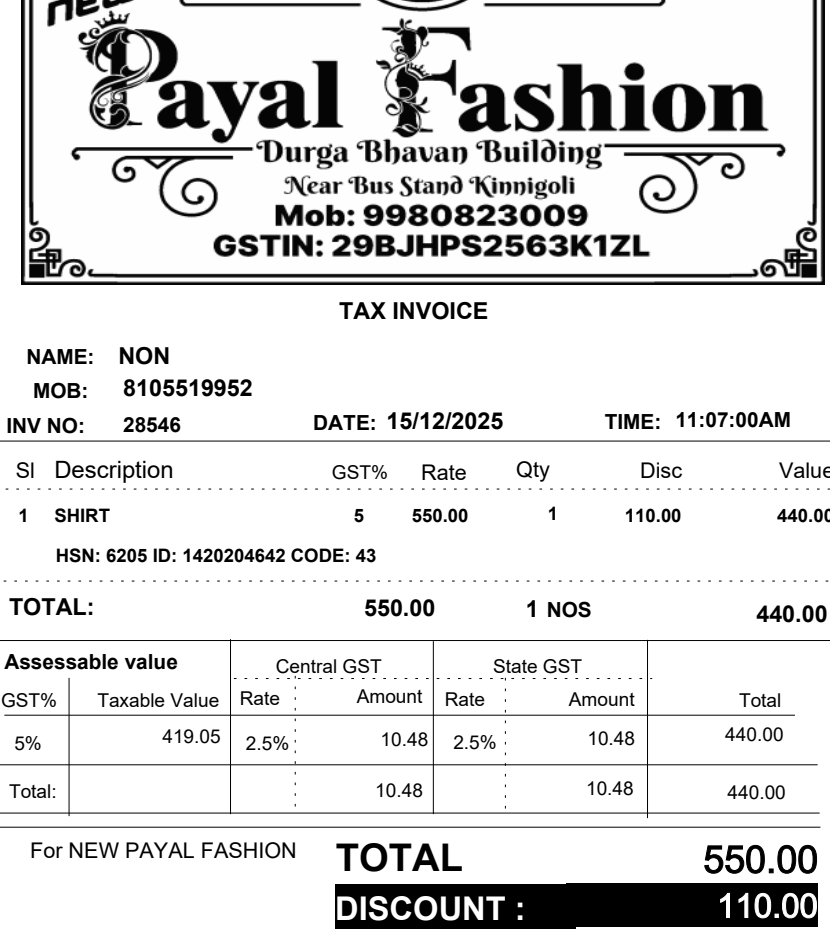 new
Payal Fashion
Durga Bhavan Building
Near Bus Stand Kinnigoli
Mob: 9980823009
GSTIN: 29BJHPS2563K1ZL
TAX INVOICE
NAME: NON
MOB: 8105519952
INV NO: 28546 DATE: 15/12/2025 TIME: 11:07:00AM
Sl Description GST% Rate Qty Disc Value
1 SHIRT 5 550.00 1 110.00 440.00
HSN: 6205 ID: 1420204642 CODE: 43
TOTAL: 550.00 1 NOS 440.00
Assessable value Central GST State GST
GST% Taxable Value Rate Amount Rate Amount Total
5% 419.05 2.5% 10.48 2.5% 10.48 440.00
Total: 10.48 10.48 440.00
For NEW PAYAL FASHION TOTAL 550.00
DISCOUNT : 110.00